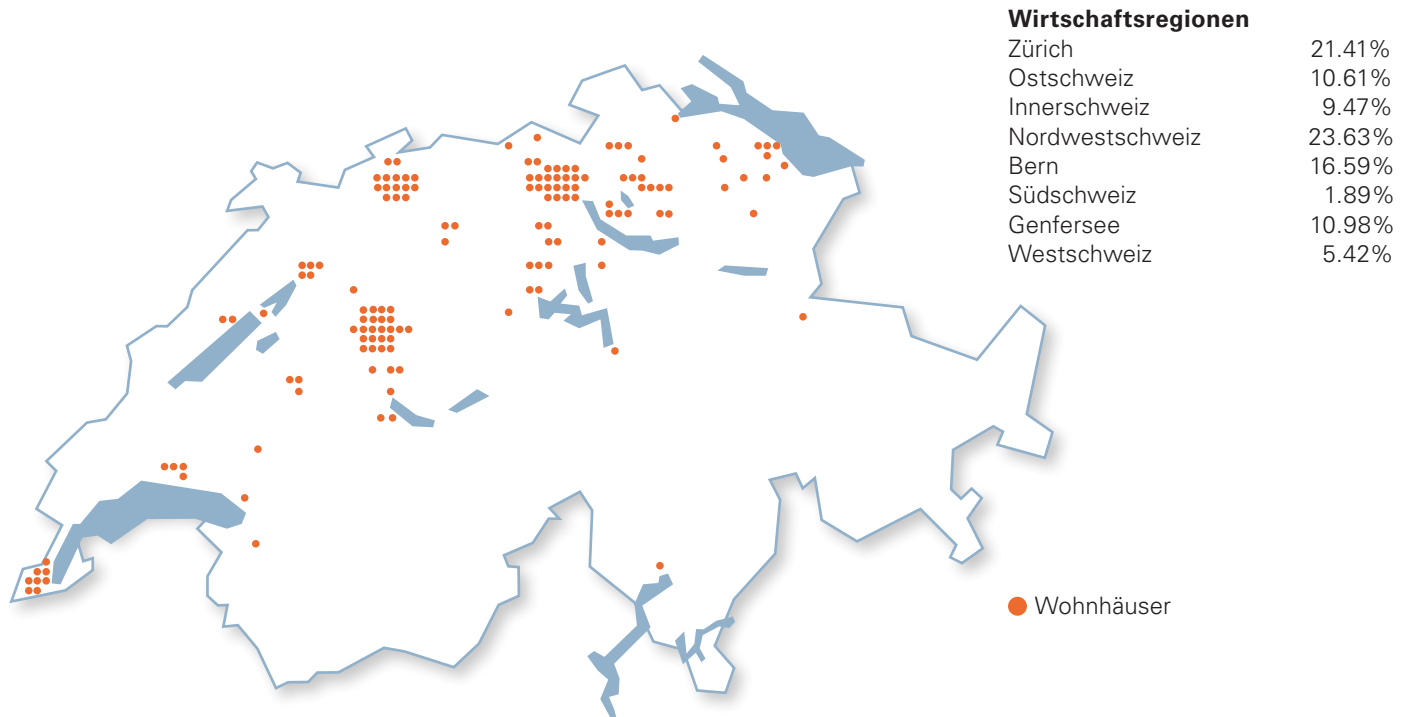 Wirtschaftsregionen
Zürich 21.41%
Ostschweiz 10.61%
Innerschweiz 9.47%
Nordwestschweiz 23.63%
Bern 16.59%
Südschweiz 1.89%
Genfersee 10.98%
Westschweiz 5.42%
Wohnhäuser